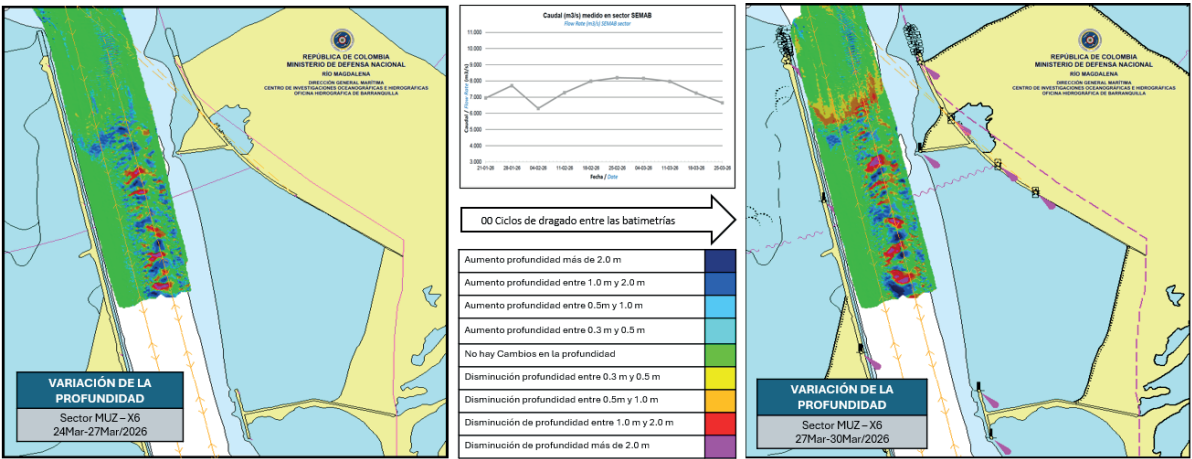 REPÚBLICA DE COLOMBIA
MINISTERIO DE DEFENSA NACIONAL
RÍO MAGDALENA
DIRECCIÓN GENERAL MARÍTIMA
CENTRO DE INVESTIGACIONES OCEANOGRÁFICAS E HIDROGRÁFICAS
OFICINA HIDROGRÁFICA DE BARRANQUILLA
VARIACIÓN DE LA
PROFUNDIDAD
Sector MUZ – X6
24Mar-27Mar/2026
Caudal (m3/s) medido en sector SEMAB
Flow Rate (m3/s) SEMAB sector
Caudal / Flow Rate (m3/s)
11.000
10.000
9.000
8.000
7.000
6.000
5.000
4.000
3.000
21-01-26
28-01-26
04-02-26
11-02-26
18-02-26
25-02-26
04-03-26
11-03-26
18-03-26
25-03-26
Fecha / Date
00 Ciclos de dragado entre las batimetrías
Aumento profundidad más de 2.0 m
Aumento profundidad entre 1.0 m y 2.0 m
Aumento profundidad entre 0.5m y 1.0 m
Aumento profundidad entre 0.3 m y 0.5 m
No hay Cambios en la profundidad
Disminución profundidad entre 0.3 m y 0.5 m
Disminución profundidad entre 0.5m y 1.0 m
Disminución de profundidad entre 1.0 m y 2.0 m
Disminución de profundidad más de 2.0 m
REPÚBLICA DE COLOMBIA
MINISTERIO DE DEFENSA NACIONAL
RÍO MAGDALENA
DIRECCIÓN GENERAL MARÍTIMA
CENTRO DE INVESTIGACIONES OCEANOGRÁFICAS E HIDROGRÁFICAS
OFICINA HIDROGRÁFICA DE BARRANQUILLA
VARIACIÓN DE LA
PROFUNDIDAD
Sector MUZ – X6
27Mar-30Mar/2026